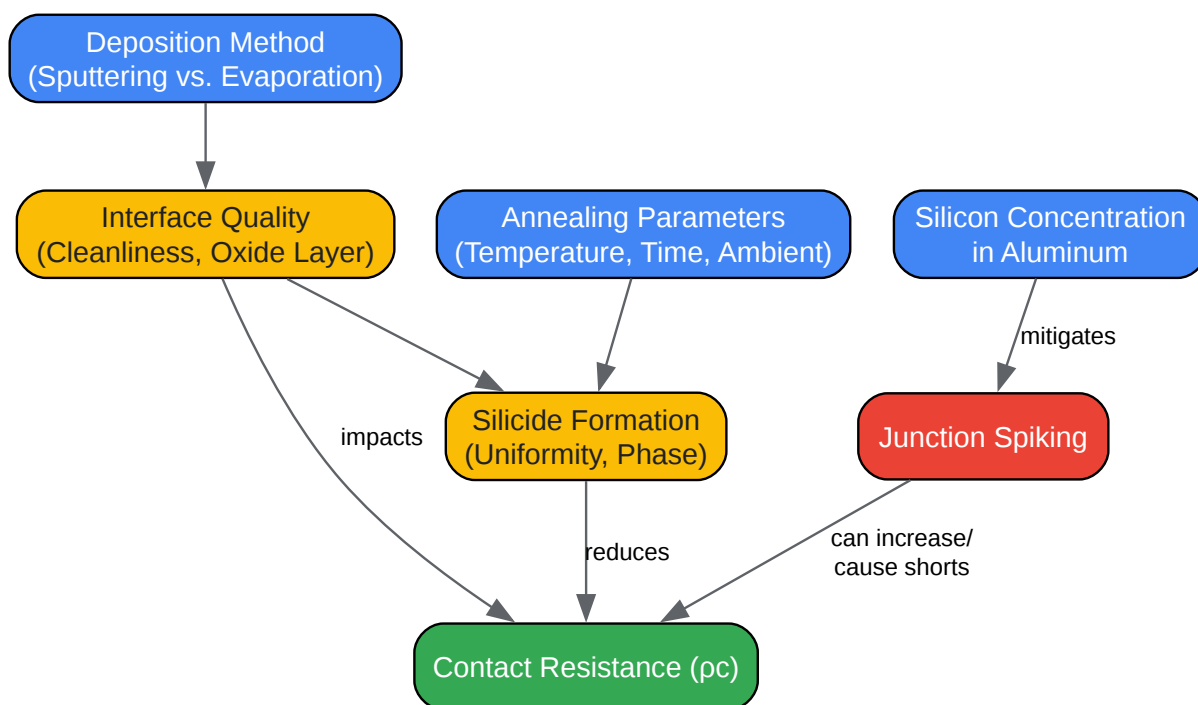 Deposition Method
(Sputtering vs. Evaporation)
Interface Quality
(Cleanliness, Oxide Layer)
Annealing Parameters
(Temperature, Time, Ambient)
Silicon Concentration
in Aluminum
mitigates
impacts
Silicide Formation
(Uniformity, Phase)
Junction Spiking
reduces
can increase/
cause shorts
Contact Resistance (ρc)